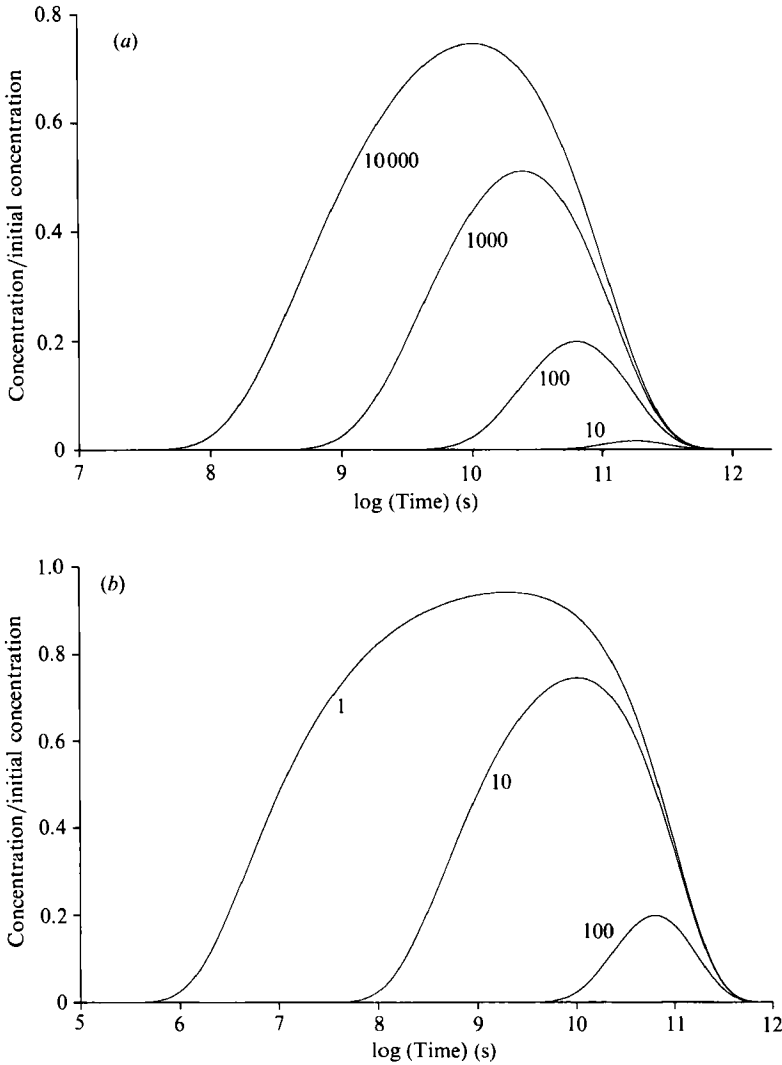 (a)
Concentration/initial concentration
0.8
0.6
0.4
0.2
0
10000
1000
100
10
7 8 9 10 11 12
log (Time) (s)
(b)
Concentration/initial concentration
1.0
0.8
0.6
0.4
0.2
0
1
10
100
5 6 7 8 9 10 11 12
log (Time) (s)